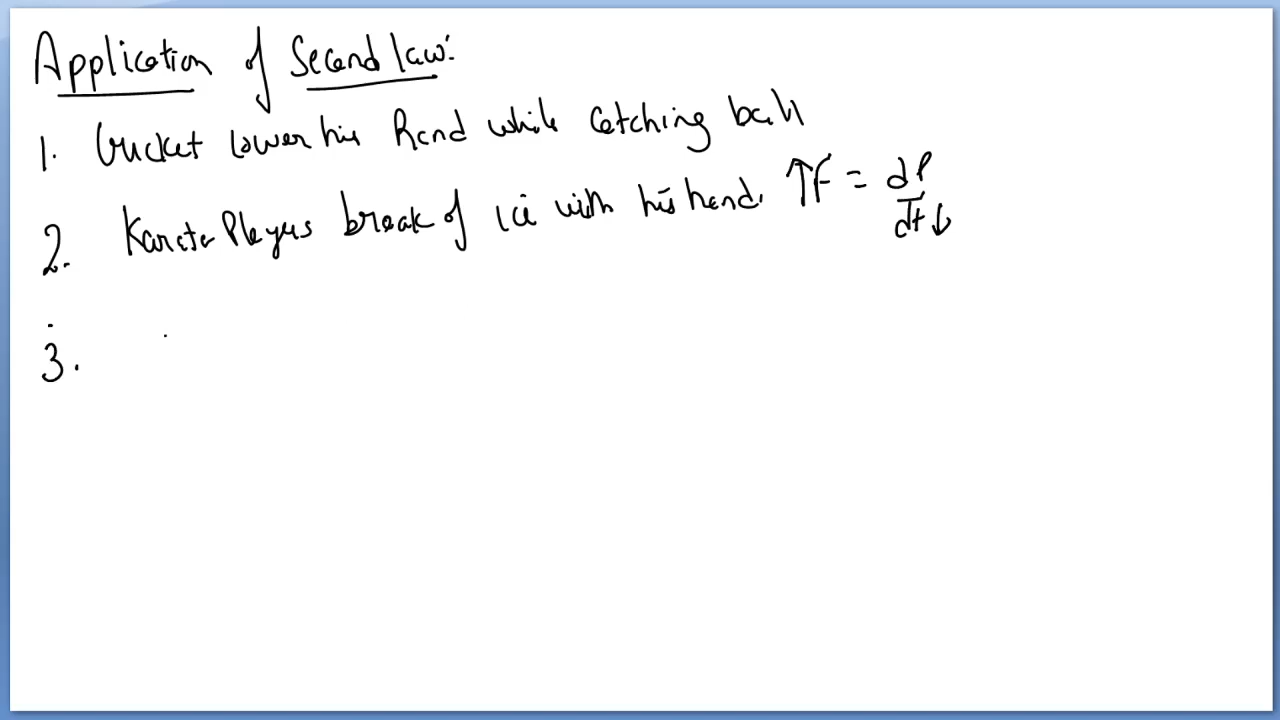 Application of Second law:
1. Cricket lower his Hand while Catching ball
2. Karate Players break of ice with his hand. ↑F = dP/dt↓
3.